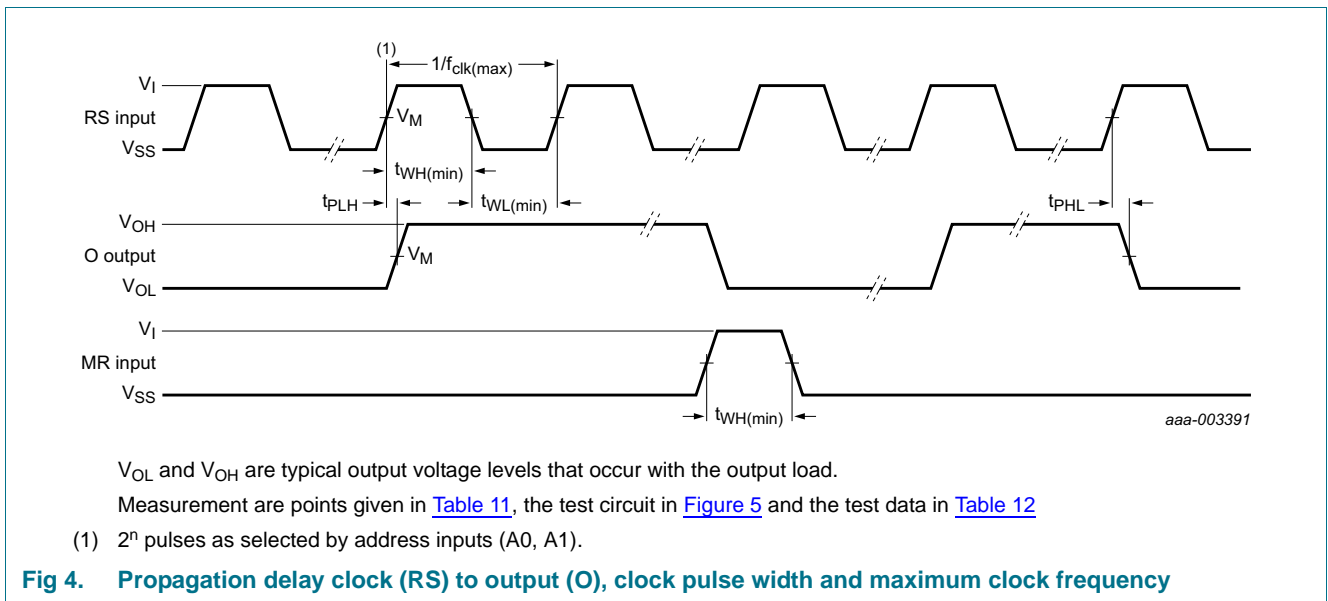 (1)
1/fclk(max)
VI
RS input
VM
VSS
tWH(min)
tPLH
tWL(min)
tPHL
VOH
O output
VM
VOL
VI
MR input
VSS
tWH(min)
aaa-003391
VOL and VOH are typical output voltage levels that occur with the output load.
Measurement are points given in Table 11, the test circuit in Figure 5 and the test data in Table 12
(1) 2ⁿ pulses as selected by address inputs (A0, A1).
Fig 4. Propagation delay clock (RS) to output (O), clock pulse width and maximum clock frequency